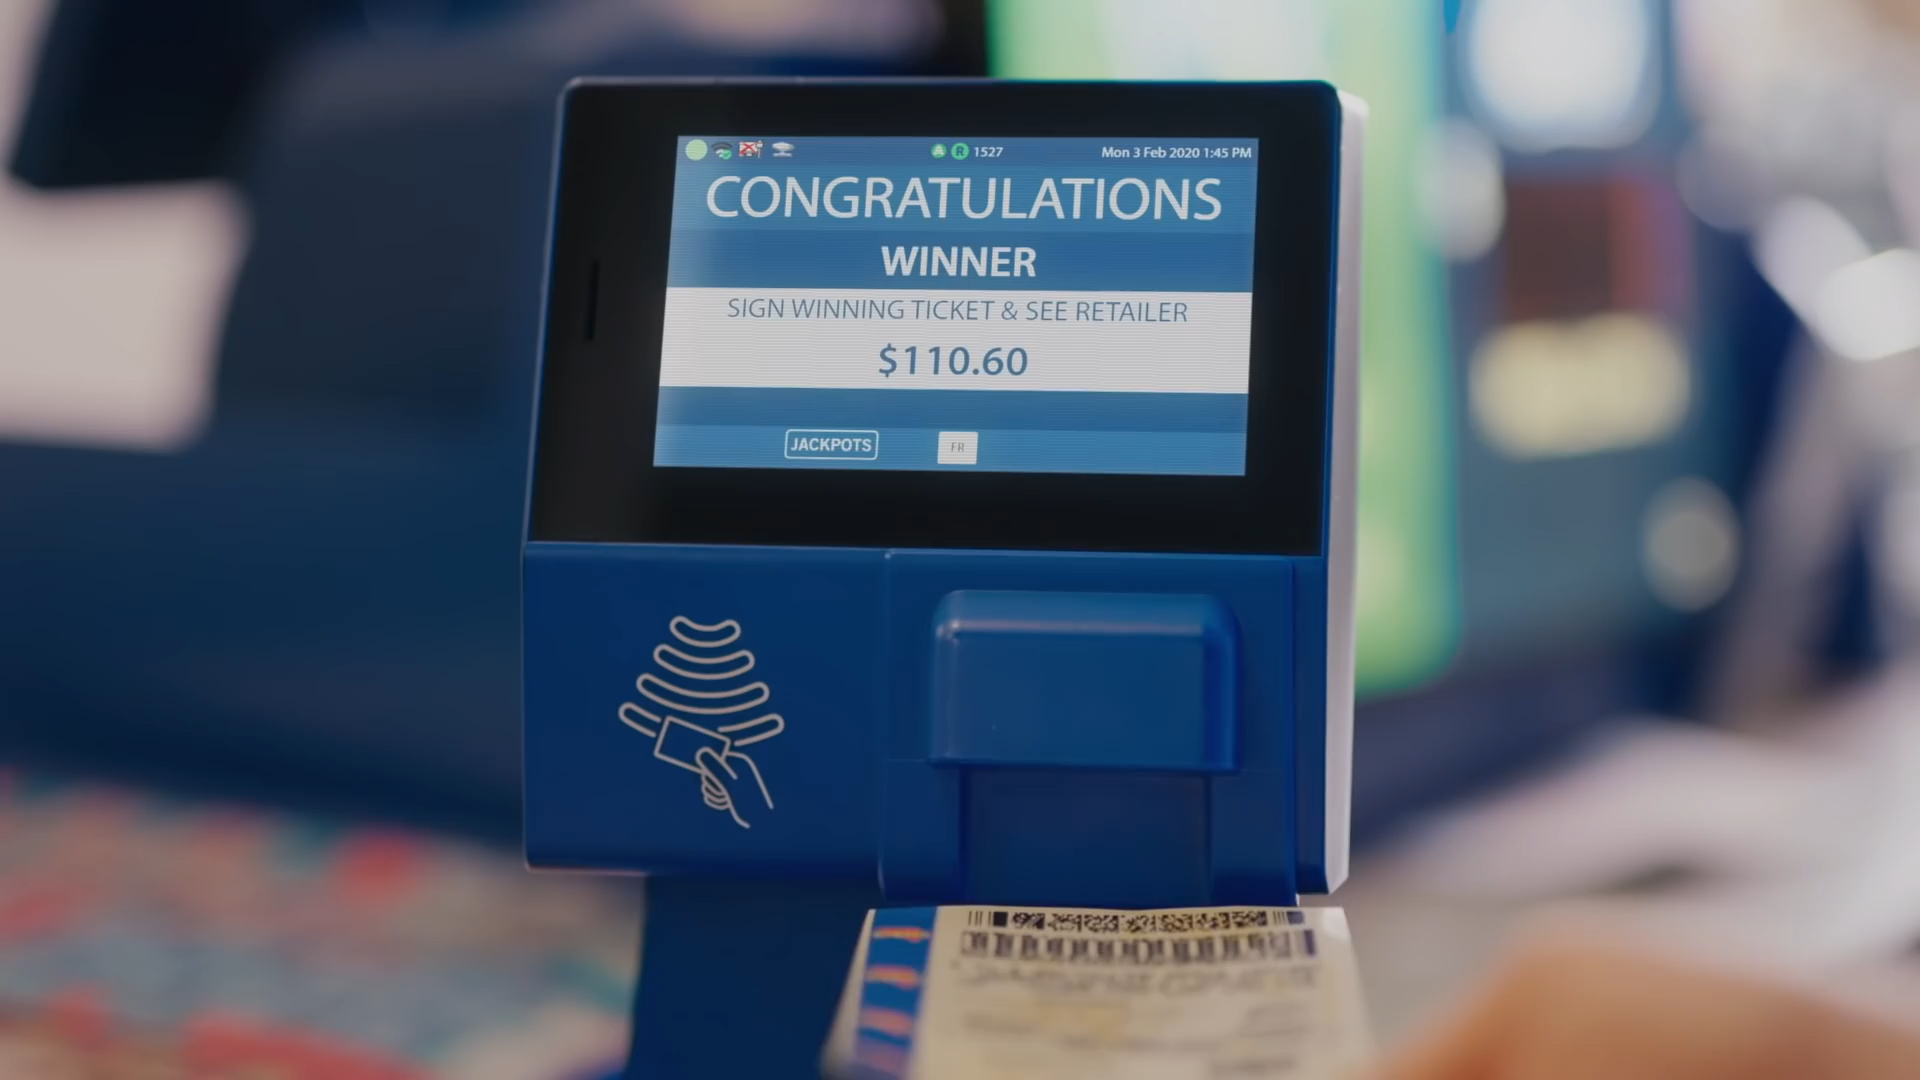 A R 1527 Mon 3 Feb 2020 1:45 PM
CONGRATULATIONS
WINNER
SIGN WINNING TICKET & SEE RETAILER
$110.60
JACKPOTS FR